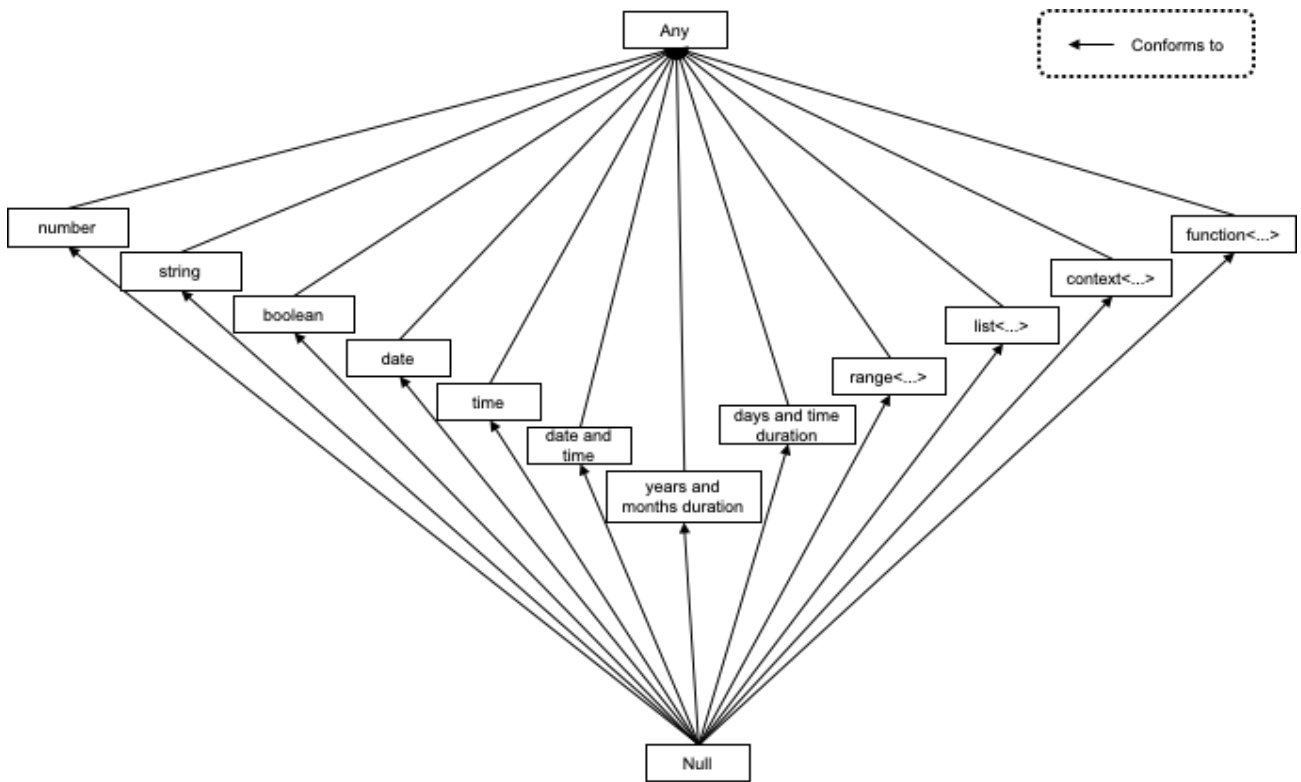 Any
Conforms to
number
function<...>
string
context<...>
boolean
list<...>
date
range<...>
time
days and time
duration
date and
time
years and
months duration
Null